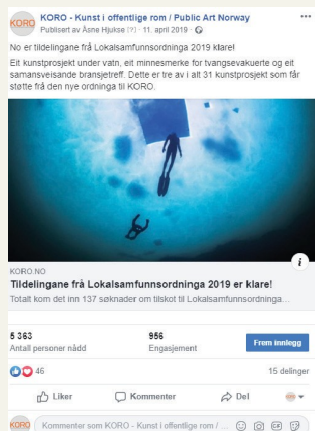 KORO
KORO - Kunst i offentlige rom / Public Art Norway
Publisert av Åsne Hjukse [?] · 11. april 2019 ·
No er tildelingane frå Lokalsamfunnsordninga 2019 klare!
Eit kunstprosjekt under vatn, eit minnesmerke for tvangsevakuerte og eit
samansveisande bransjetreff. Dette er tre av i alt 31 kunstprosjekt som får
støtte frå den nye ordninga til KORO.
i
KORO.NO
Tildelingane frå Lokalsamfunnsordninga 2019 er klare!
Totalt kom det inn 137 søknader om tilskot til Lokalsamfunnsordninga...
5 363
Antall personer nådd
956
Engasjement
Frem innlegg
46
15 delinger
Liker
Kommenter
Del
KORO
Kommenter som KORO - Kunst i offentlige rom / ...
GIF